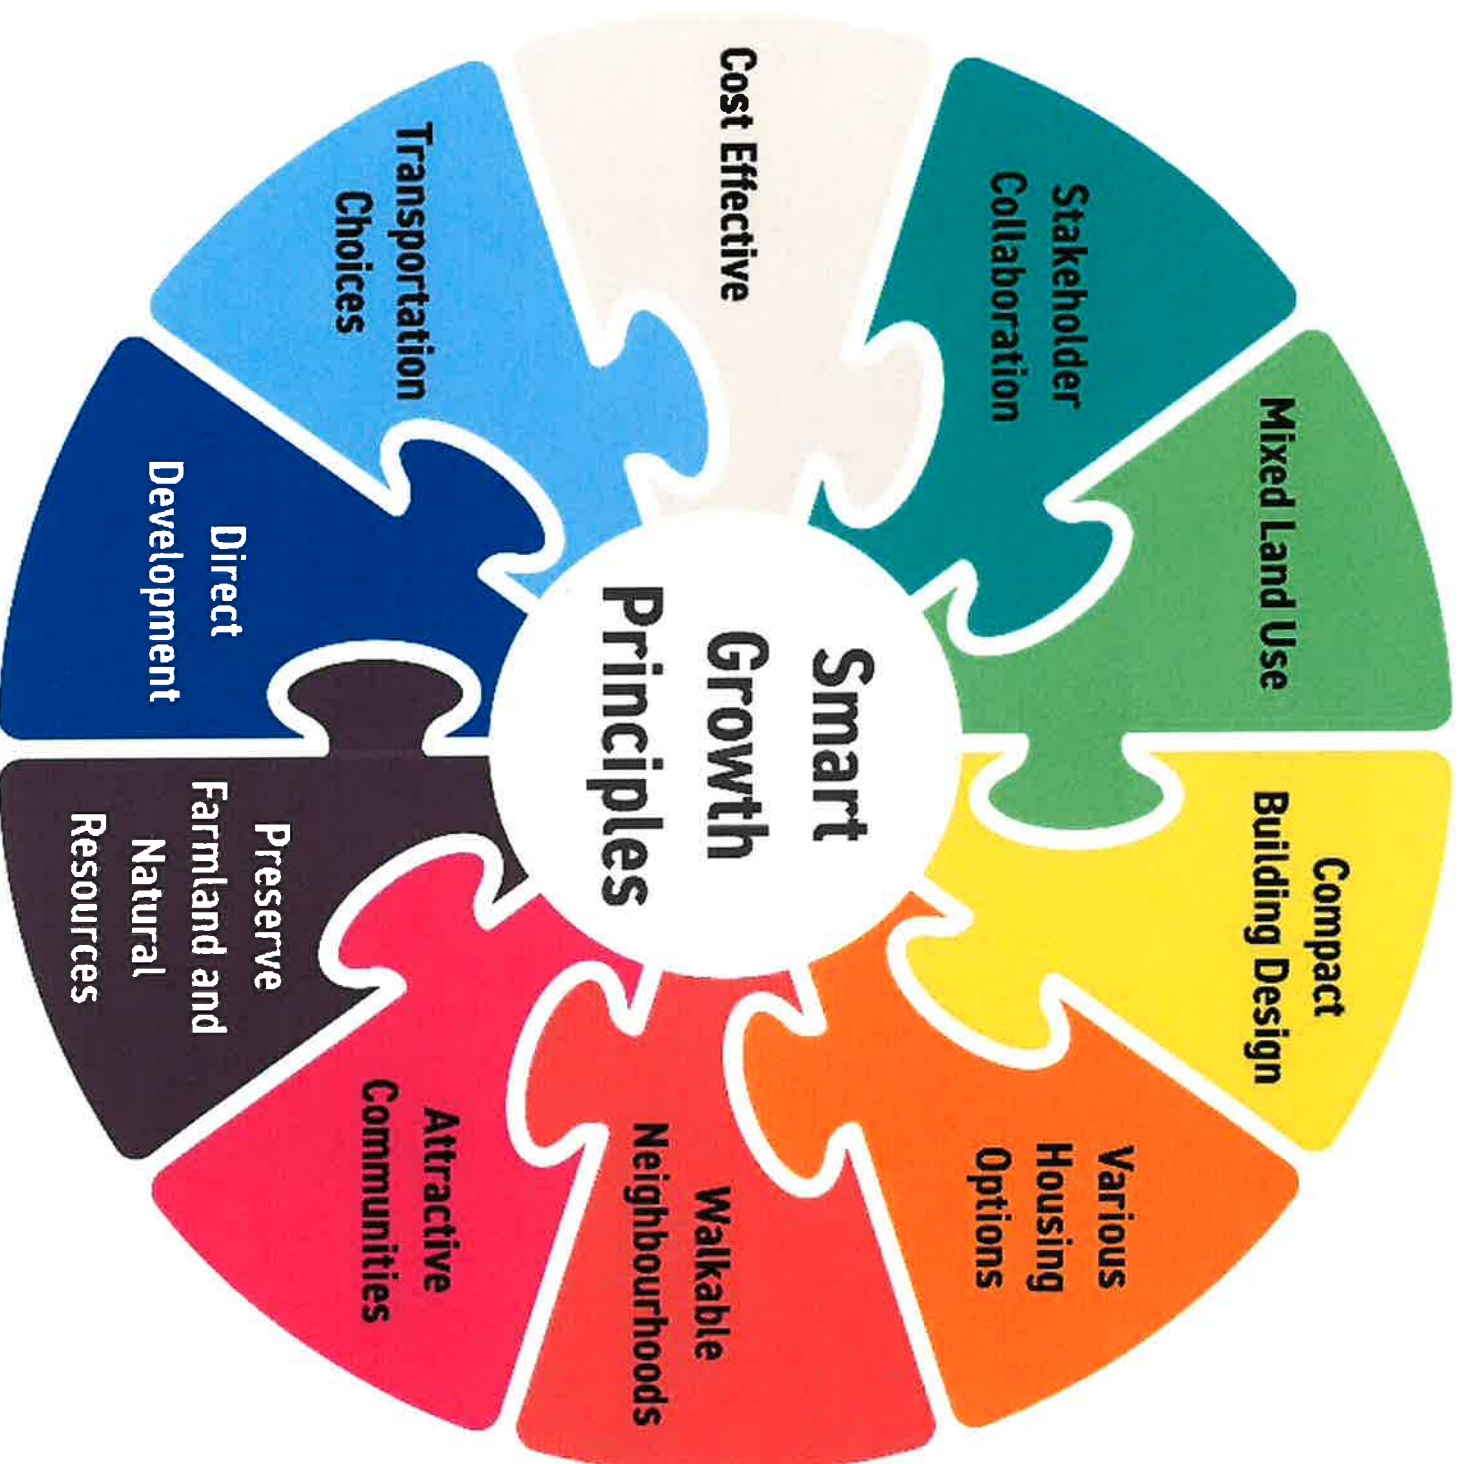 Smart
Growth
Principles
Mixed Land Use
Compact
Building Design
Various
Housing
Options
Walkable
Neighbourhoods
Attractive
Communities
Preserve
Farmland and
Natural
Resources
Direct
Development
Transportation
Choices
Cost Effective
Stakeholder
Collaboration